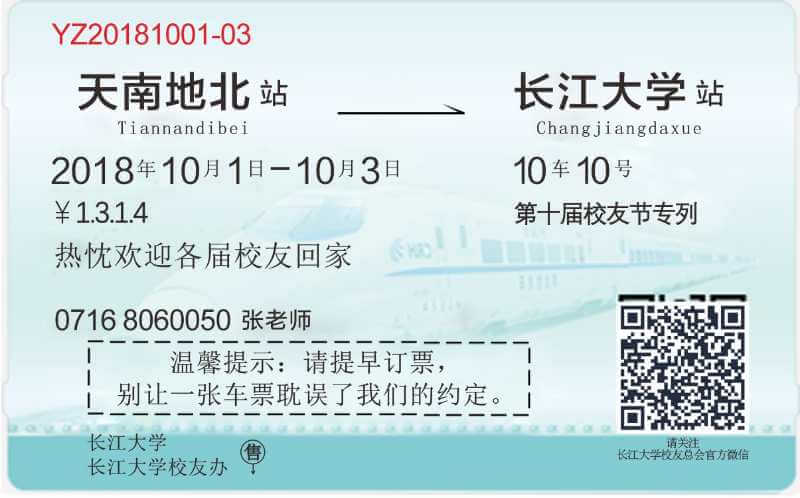 YZ20181001-03
天南地北 站
长江大学 站
Tiannandibei
Changjiangdaxue
2018年10月1日-10月3日
10车10号
￥1.3.1.4
第十届校友节专列
热忱欢迎各届校友回家
0716 8060050 张老师
温馨提示：请提早订票，
别让一张车票耽误了我们的约定。
长江大学
长江大学校友办
售
请关注
长江大学校友总会官方微信